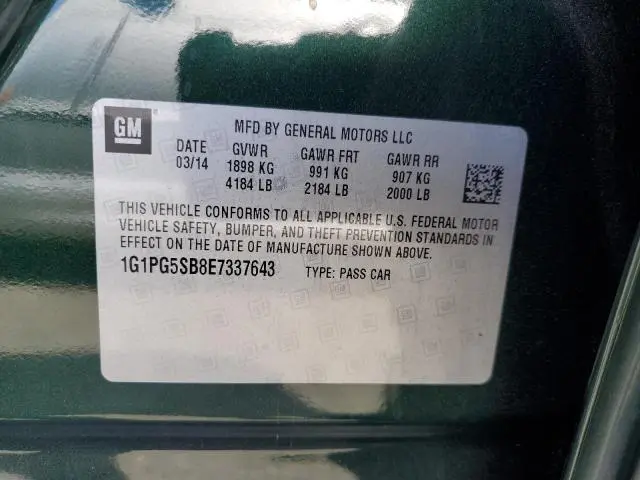 GM
MFD BY GENERAL MOTORS LLC
DATE GVWR GAWR FRT GAWR RR
03/14 1898 KG 991 KG 907 KG
4184 LB 2184 LB 2000 LB
THIS VEHICLE CONFORMS TO ALL APPLICABLE U.S. FEDERAL MOTOR
VEHICLE SAFETY, BUMPER, AND THEFT PREVENTION STANDARDS IN
EFFECT ON THE DATE OF MANUFACTURE SHOWN ABOVE.
1G1PG5SB8E7337643 TYPE: PASS CAR